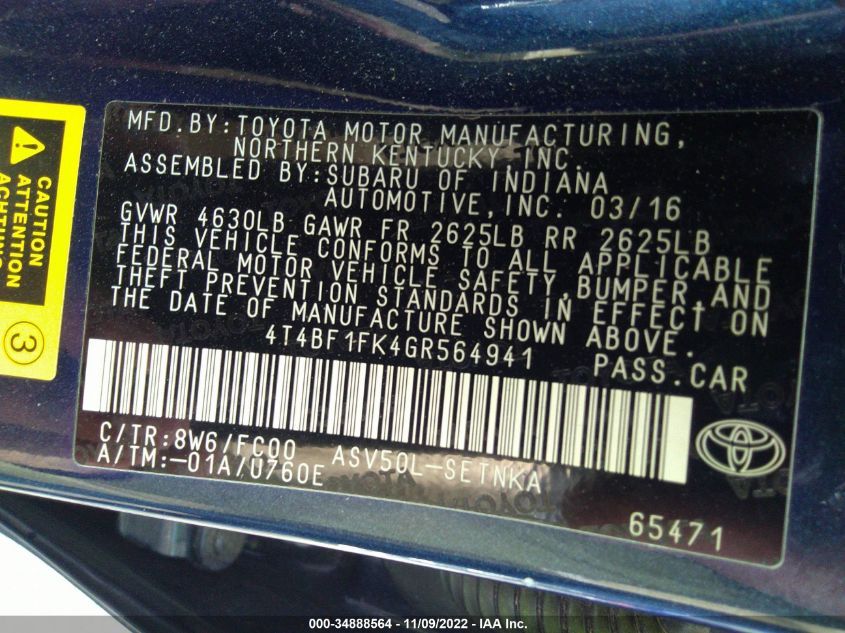 MFD.BY:TOYOTA MOTOR MANUFACTURING,
NORTHERN KENTUCKY INC.
ASSEMBLED BY:SUBARU OF INDIANA
AUTOMOTIVE,INC. 03/16
GVWR 4630LB GAWR FR 2625LB RR 2625LB
THIS VEHICLE CONFORMS TO ALL APPLICABLE
FEDERAL MOTOR VEHICLE SAFETY,BUMPER,AND
THEFT PREVENTION STANDARDS IN EFFECT ON
THE DATE OF MANUFACTURE SHOWN ABOVE.
4T4BF1FK4GR564941 PASS.CAR
C/TR:8W6/FC00 ASV50L-SETNKA
A/TM:-01A/U760E
65471
CAUTION
ATTENTION
3
000-34888564 - 11/09/2022 - IAA Inc.